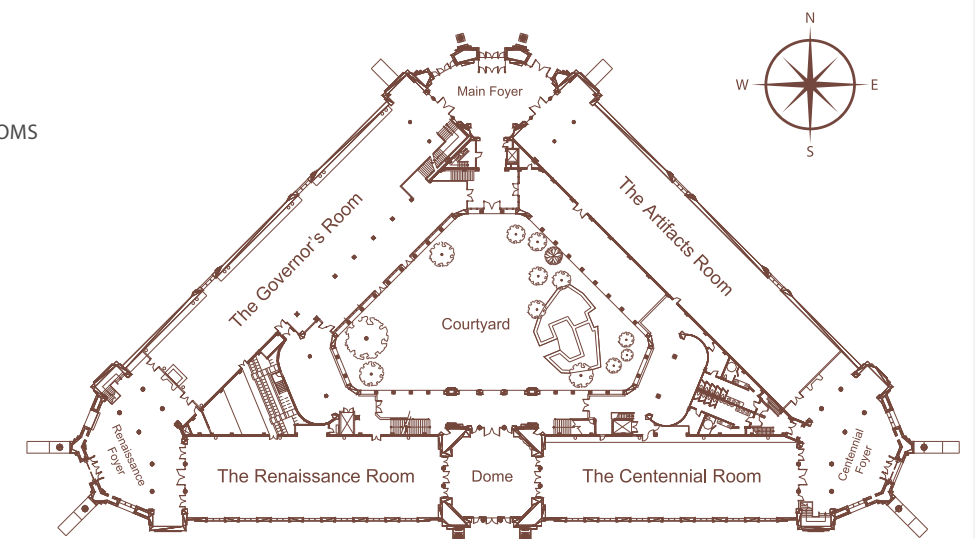 OMS
N
W
E
S
Main Foyer
The Governor's Room
The Artifacts Room
Courtyard
Renaissance
Foyer
The Renaissance Room
Dome
The Centennial Room
Centennial
Foyer